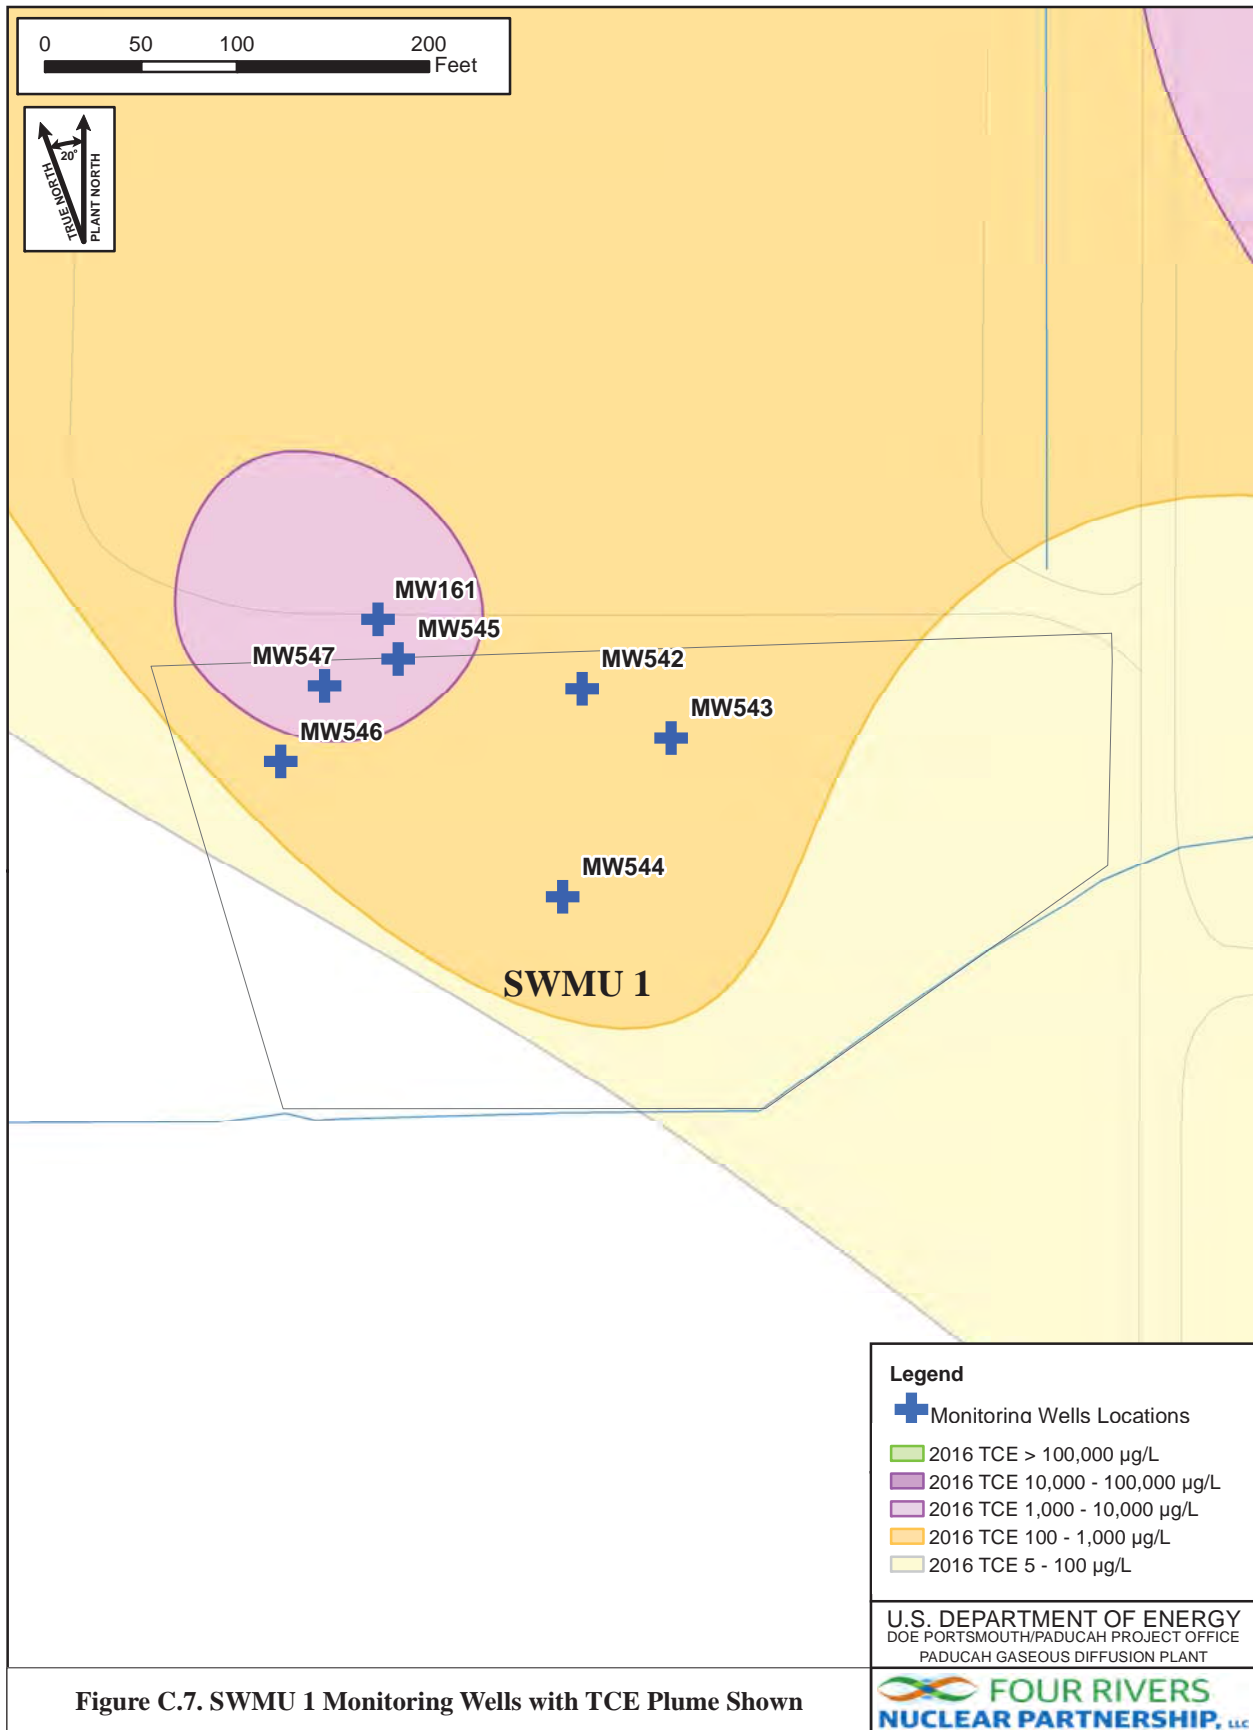 0 50 100 200
Feet
20°
TRUE NORTH
PLANT NORTH
MW161
MW545
MW547
MW542
MW543
MW546
MW544
SWMU 1
Legend
Monitoring Wells Locations
2016 TCE > 100,000 µg/L
2016 TCE 10,000 - 100,000 µg/L
2016 TCE 1,000 - 10,000 µg/L
2016 TCE 100 - 1,000 µg/L
2016 TCE 5 - 100 µg/L
U.S. DEPARTMENT OF ENERGY
DOE PORTSMOUTH/PADUCAH PROJECT OFFICE
PADUCAH GASEOUS DIFFUSION PLANT
Figure C.7. SWMU 1 Monitoring Wells with TCE Plume Shown
FOUR RIVERS
NUCLEAR PARTNERSHIP, LLC